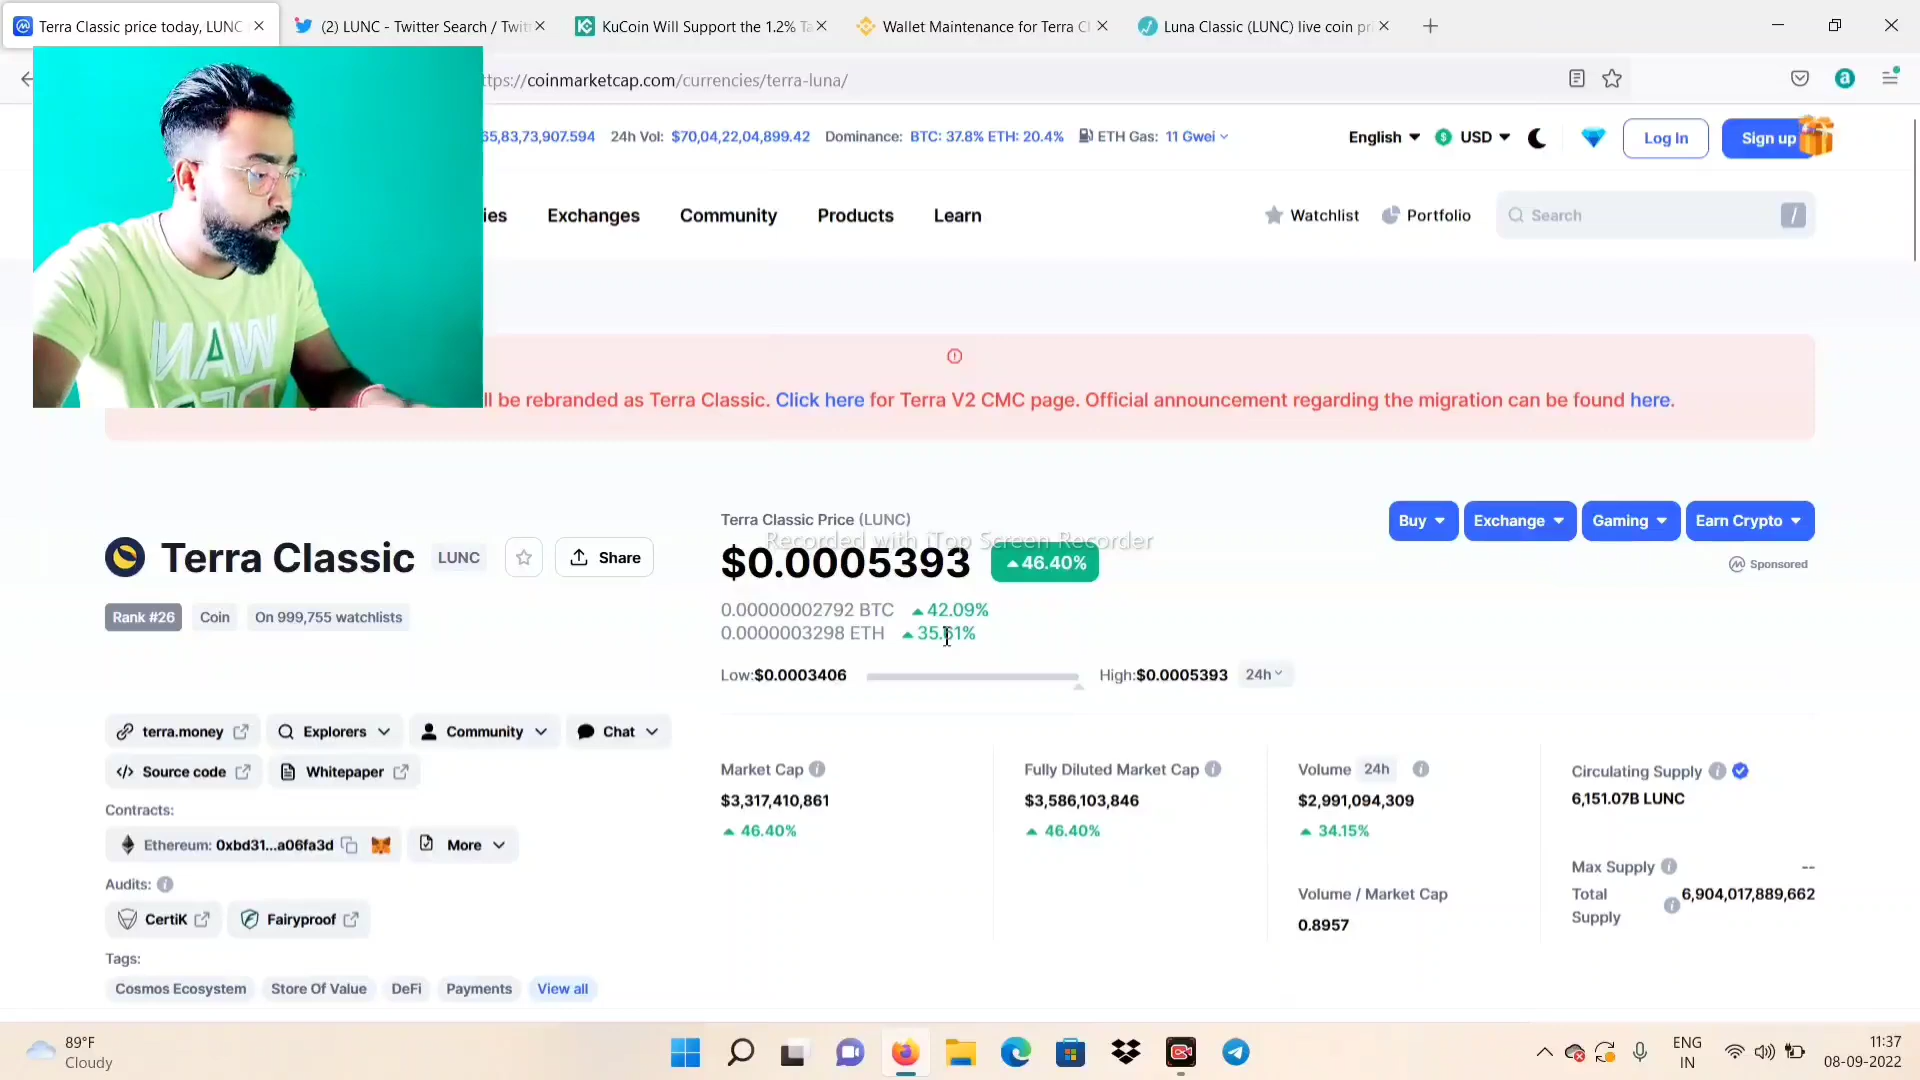 Terra Classic price today, LUNC
(2) LUNC - Twitter Search / Twit
KuCoin Will Support the 1.2% Ta
Wallet Maintenance for Terra Cl
Luna Classic (LUNC) live coin pri
ttps://coinmarketcap.com/currencies/terra-luna/
65,83,73,907.594 24h Vol: $70,04,22,04,899.42 Dominance: BTC: 37.8% ETH: 20.4% ETH Gas: 11 Gwei
English USD Log In Sign up
ies Exchanges Community Products Learn Watchlist Portfolio Search /
ll be rebranded as Terra Classic. Click here for Terra V2 CMC page. Official announcement regarding the migration can be found here.
Terra Classic Price (LUNC)
Recorded with iTop Screen Recorder
Buy Exchange Gaming Earn Crypto
Terra Classic LUNC Share
$0.0005393 46.40%
Sponsored
Rank #26 Coin On 999,755 watchlists
0.00000002792 BTC 42.09%
0.0000003298 ETH 35.61%
Low:$0.0003406 High:$0.0005393 24h
terra.money Explorers Community Chat
Source code Whitepaper
Contracts:
Ethereum: 0xbd31...a06fa3d More
Audits:
CertiK Fairyproof
Tags:
Cosmos Ecosystem Store Of Value DeFi Payments View all
Market Cap
$3,317,410,861
46.40%
Fully Diluted Market Cap
$3,586,103,846
46.40%
Volume 24h
$2,991,094,309
34.15%
Volume / Market Cap
0.8957
Circulating Supply
6,151.07B LUNC
Max Supply --
Total Supply 6,904,017,889,662
89°F
Cloudy
ENG
IN
11:37
08-09-2022